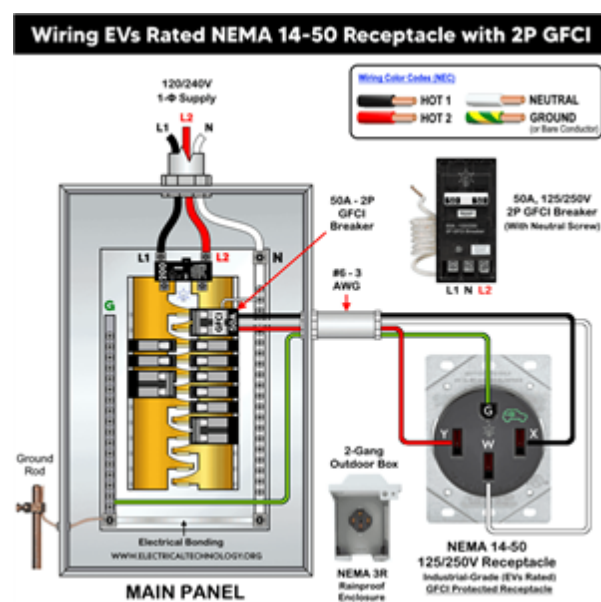 Wiring EVs Rated NEMA 14-50 Receptacle with 2P GFCI
120/240V
1-Φ Supply
L2
L1
N
Wiring Color Codes (NEC)
HOT 1
NEUTRAL
HOT 2
GROUND
(or Bare Conductor)
50A - 2P
GFCI
Breaker
50A, 125/250V
2P GFCI Breaker
(With Neutral Screw)
L1 N L2
L1
L2
N
200
G
GFCI
50A
#6 - 3
AWG
G
Y
W
X
Ground
Rod
2-Gang
Outdoor Box
Electrical Bonding
WWW.ELECTRICALTECHNOLOGY.ORG
NEMA 3R
Rainproof
Enclosure
NEMA 14-50
125/250V Receptacle
Industrial-Grade (EVs Rated)
GFCI Protected Receptacle
MAIN PANEL